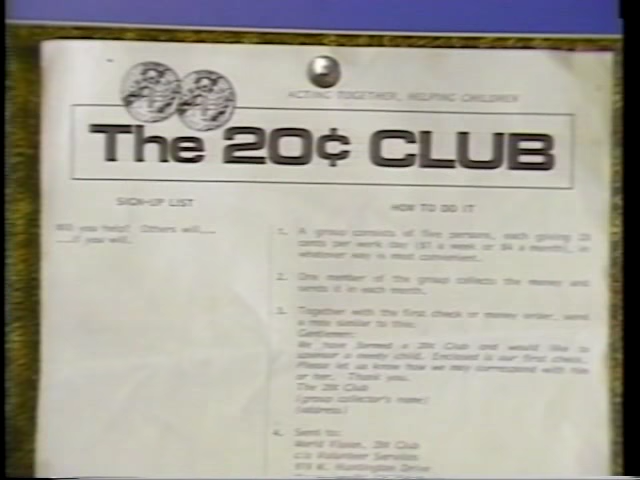 ACTING TOGETHER, HELPING CHILDREN
The 20¢ CLUB
SIGN-UP LIST
Will you help? Others will....
....if you will.
HOW TO DO IT
1. A group consists of five persons, each giving 20
cents per work day ($1 a week or $4 a month), in
whatever way is most convenient.
2. One member of the group collects the money and
sends it in each month.
3. Together with the first check or money order, send
a note similar to this:
Gentlemen:
We have formed a 20¢ Club and would like to
sponsor a needy child. Enclosed is our first check.
Please let us know how we may correspond with him
or her. Thank you.
The 20¢ Club
(group collector's name)
(address)
4. Send to:
World Vision, 20¢ Club
c/o Volunteer Services
919 W. Huntington Drive